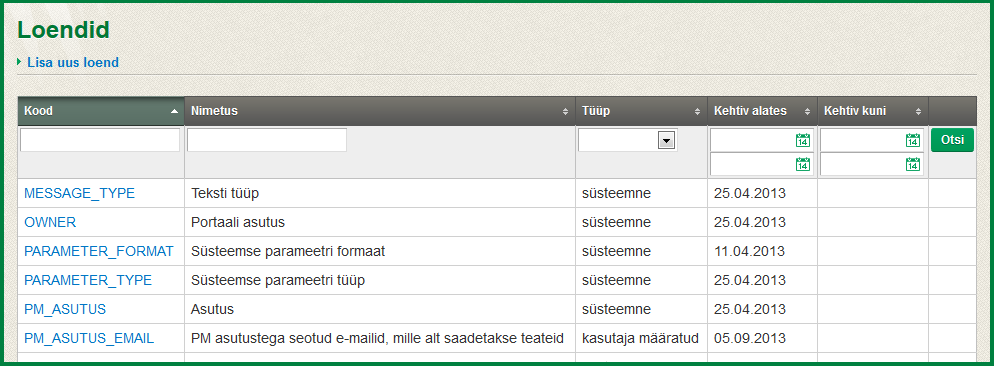 Loendid
Lisa uus loend
Kood Nimetus Tüüp Kehtiv alates Kehtiv kuni
14 14 Otsi
14 14
MESSAGE_TYPE Teksti tüüp süsteemne 25.04.2013
OWNER Portaali asutus süsteemne 25.04.2013
PARAMETER_FORMAT Süsteemse parameetri formaat süsteemne 11.04.2013
PARAMETER_TYPE Süsteemse parameetri tüüp süsteemne 25.04.2013
PM_ASUTUS Asutus süsteemne 25.04.2013
PM_ASUTUS_EMAIL PM asutustega seotud e-mailid, mille alt saadetakse teateid kasutaja määratud 05.09.2013